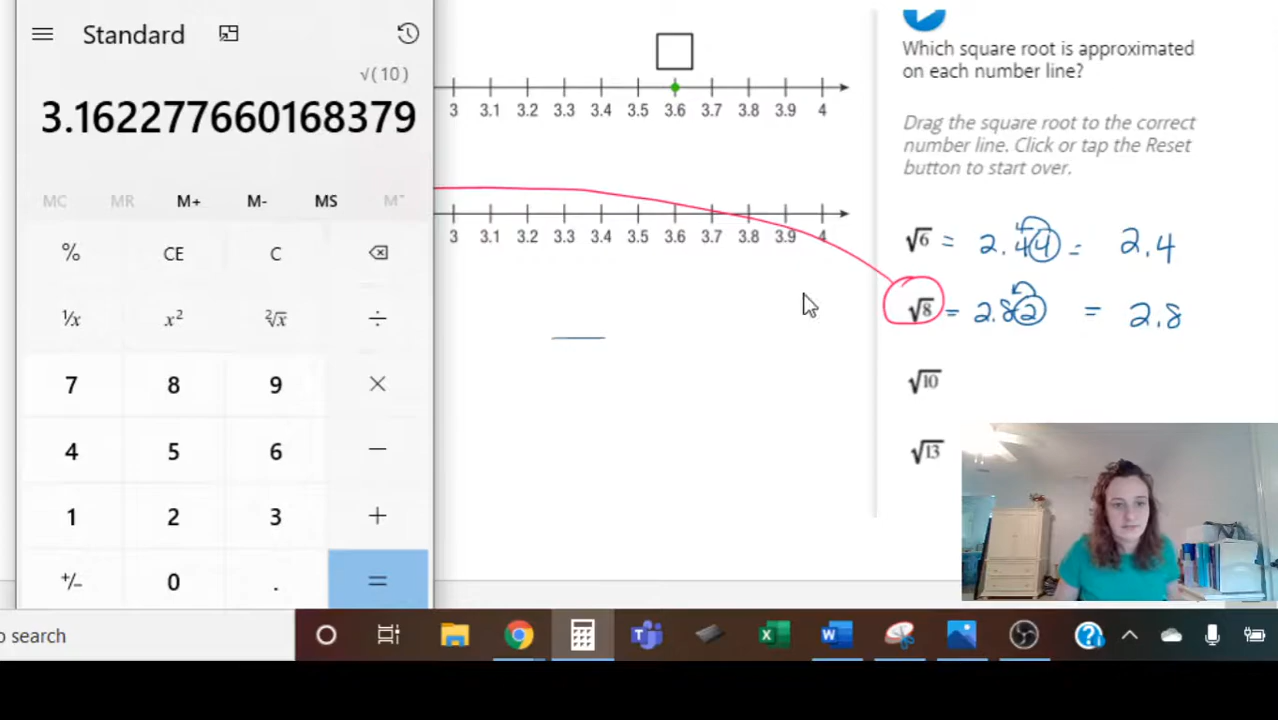 Standard
√(10)
3.162277660168379
MC MR M+ M- MS M˅
% CE C
⅟x x² ²√x ÷
7 8 9 ×
4 5 6 −
1 2 3 +
+/− 0 . =
3 3.1 3.2 3.3 3.4 3.5 3.6 3.7 3.8 3.9 4
3 3.1 3.2 3.3 3.4 3.5 3.6 3.7 3.8 3.9 4
Which square root is approximated
on each number line?
Drag the square root to the correct
number line. Click or tap the Reset
button to start over.
√6 = 2.44 = 2.4
√8 = 2.82 = 2.8
√10
√13
o search